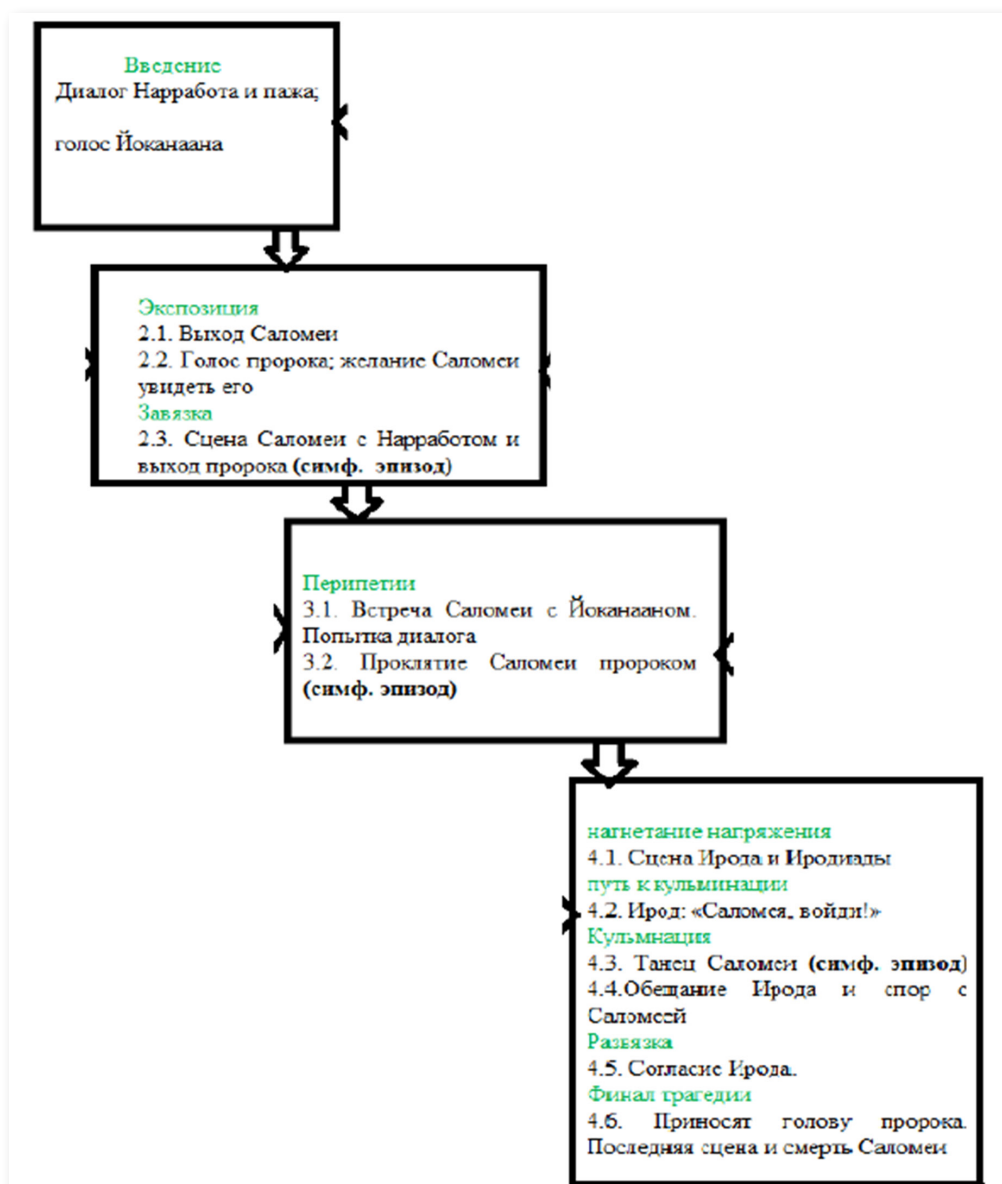 Введение
Диалог Нарработа и пажа;
голос Йоканаана
Экспозиция
2.1. Выход Саломеи
2.2. Голос пророка; желание Саломеи
увидеть его
Завязка
2.3. Сцена Саломеи с Нарработом и
выход пророка (симф. эпизод)
Перипетии
3.1. Встреча Саломеи с Йоканааном.
Попытка диалога
3.2. Проклятие Саломеи пророком
(симф. эпизод)
нагнетание напряжения
4.1. Сцена Ирода и Иродиады
путь к кульминации
4.2. Ирод: «Саломея, войди!»
Кульмнация
4.3. Танец Саломеи (симф. эпизод)
4.4.Обещание Ирода и спор с
Саломеей
Развязка
4.5. Согласие Ирода.
Финал трагедии
4.6. Приносят голову пророка.
Последняя сцена и смерть Саломеи